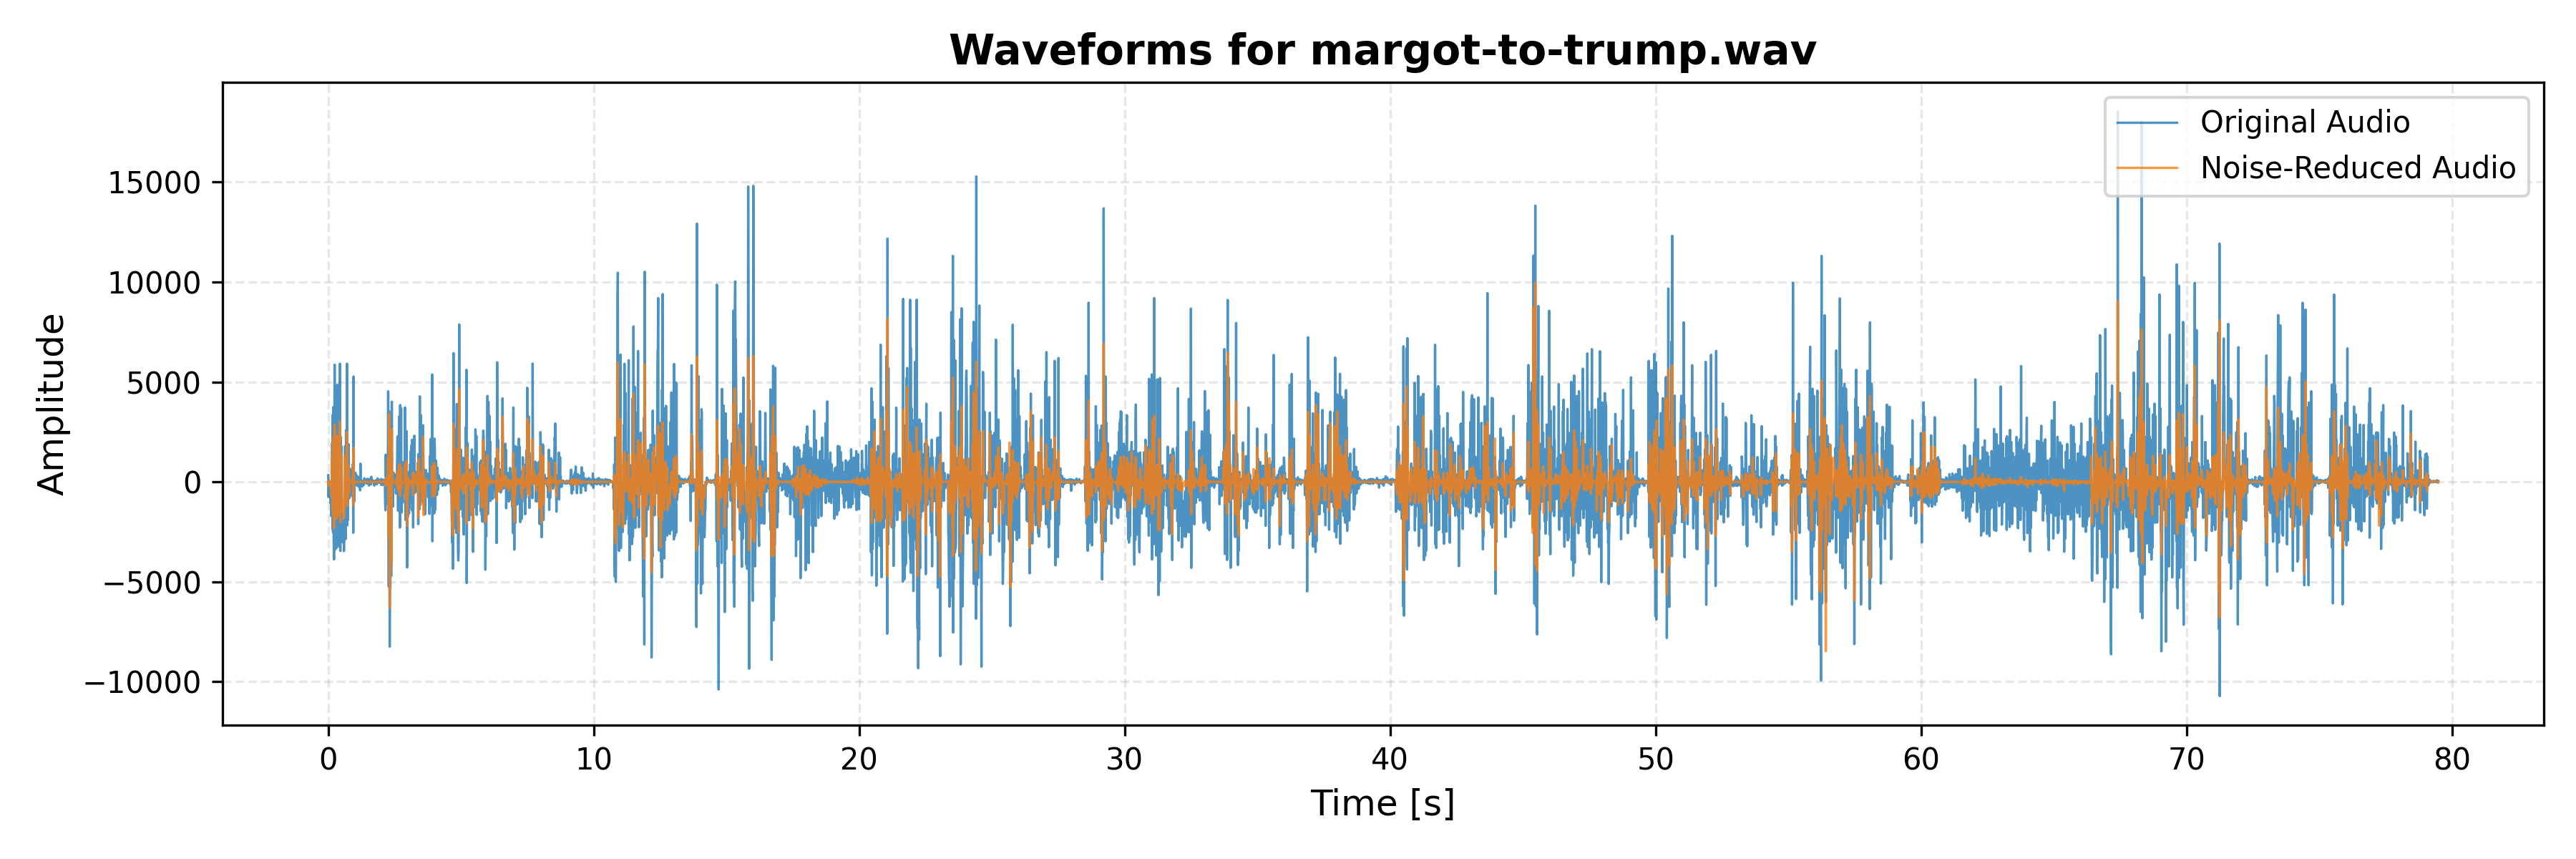 Waveforms for margot-to-trump.wav
Original Audio
Noise-Reduced Audio
Amplitude
15000
10000
5000
0
−5000
−10000
0 10 20 30 40 50 60 70 80
Time [s]